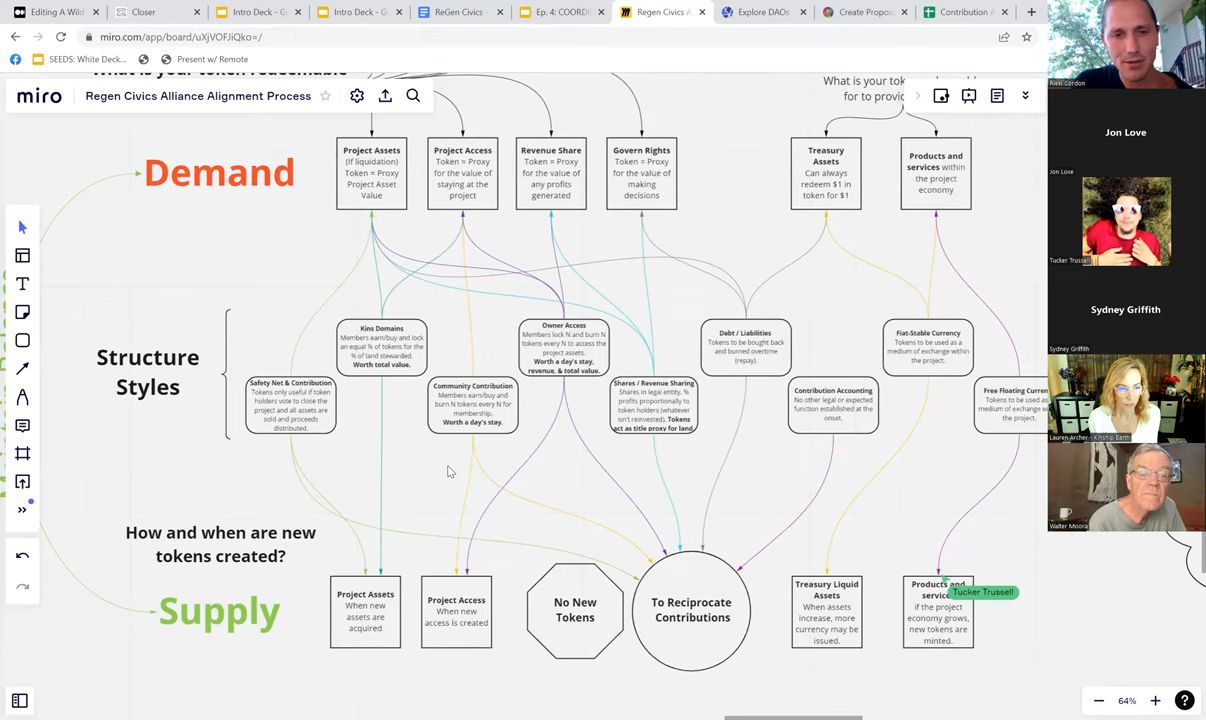 Editing A Wild
Closer
Intro Deck - G
Intro Deck - G
ReGen Civics -
Ep. 4: COORDI
Regen Civics A
Explore DAOs
Create Propos
Contribution A
miro.com/app/board/uXjVOFJiQko=/
SEEDS: White Deck...
Present w/ Remote
miro
Regen Civics Alliance Alignment Process
What is your token redeemable
What is your tok
for to provid
Demand
Project Assets
(If liquidation)
Token = Proxy
Project Asset
Value
Project Access
Token = Proxy
for the value of
staying at the
project
Revenue Share
Token = Proxy
for the value of
any profits
generated
Govern Rights
Token = Proxy
for the value of
making
decisions
Treasury
Assets
Can always
redeem $1 in
token for $1
Products and
services within
the project
economy
Structure
Styles
Kins Domains
Members earn/buy and lock
an equal % of tokens for the
% of land stewarded.
Worth total value.
Owner Access
Members lock N and burn N
tokens every N to access the
project assets.
Worth a day's stay,
revenue, & total value.
Debt / Liabilities
Tokens to be bought back
and burned overtime
(repay).
Fiat-Stable Currency
Tokens to be used as a
medium of exchange within
the project.
Safety Net & Contribution
Tokens only useful if token
holders vote to close the
project and all assets are
sold and proceeds
distributed.
Community Contribution
Members earn/buy and
burn N tokens every N for
membership.
Worth a day's stay.
Shares / Revenue Sharing
Shares in legal entity. %
profits proportionally to
token holders (whatever
isn't reinvested). Tokens
act as title proxy for land
Contribution Accounting
No other legal or expected
function established at the
onset.
Free Floating Curren
Tokens to be used as
medium of exchange w
the project.
How and when are new
tokens created?
Supply
Project Assets
When new
assets are
acquired
Project Access
When new
access is created
No New
Tokens
To Reciprocate
Contributions
Treasury Liquid
Assets
When assets
increase, more
currency may be
issued.
Products and
servic
if the project
economy grows,
new tokens are
minted.
Tucker Trussell
64%
Rieki Cordon
Jon Love
Jon Love
Tucker Trussell
Sydney Griffith
Sydney Griffith
Lauren Archer - Kinship Earth
Walter Moora